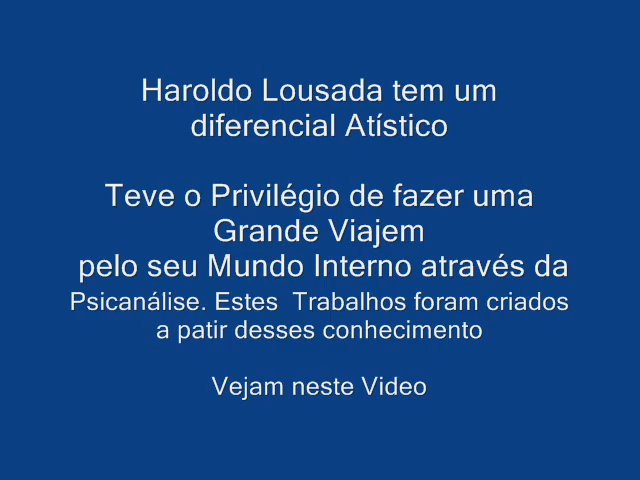 Haroldo Lousada tem um
diferencial Atístico
Teve o Privilégio de fazer uma
Grande Viajem
pelo seu Mundo Interno através da
Psicanálise. Estes  Trabalhos foram criados
a patir desses conhecimento
Vejam neste Video